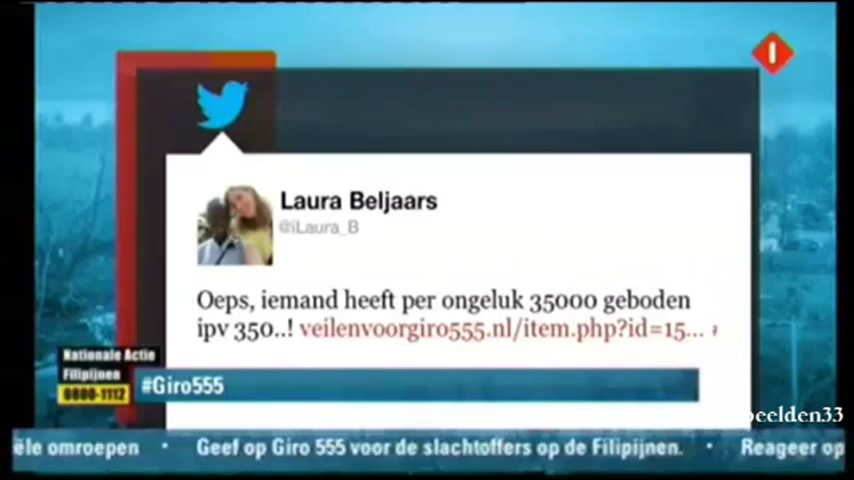 Laura Beljaars
@iLaura_B
Oeps, iemand heeft per ongeluk 35000 geboden
ipv 350..! veilenvoorgiro555.nl/item.php?id=15...
Nationale Actie
Filipijnen
0800-1112
#Giro555
beelden33
ële omroepen • Geef op Giro 555 voor de slachtoffers op de Filipijnen. • Reageer op